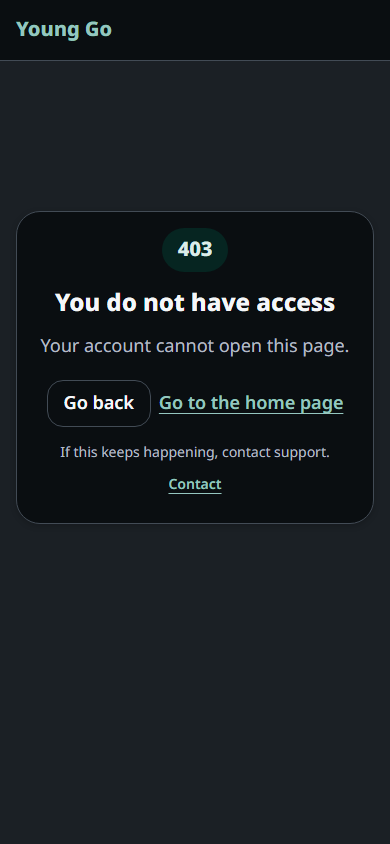 Young Go
403
You do not have access
Your account cannot open this page.
Go back Go to the home page
If this keeps happening, contact support.
Contact